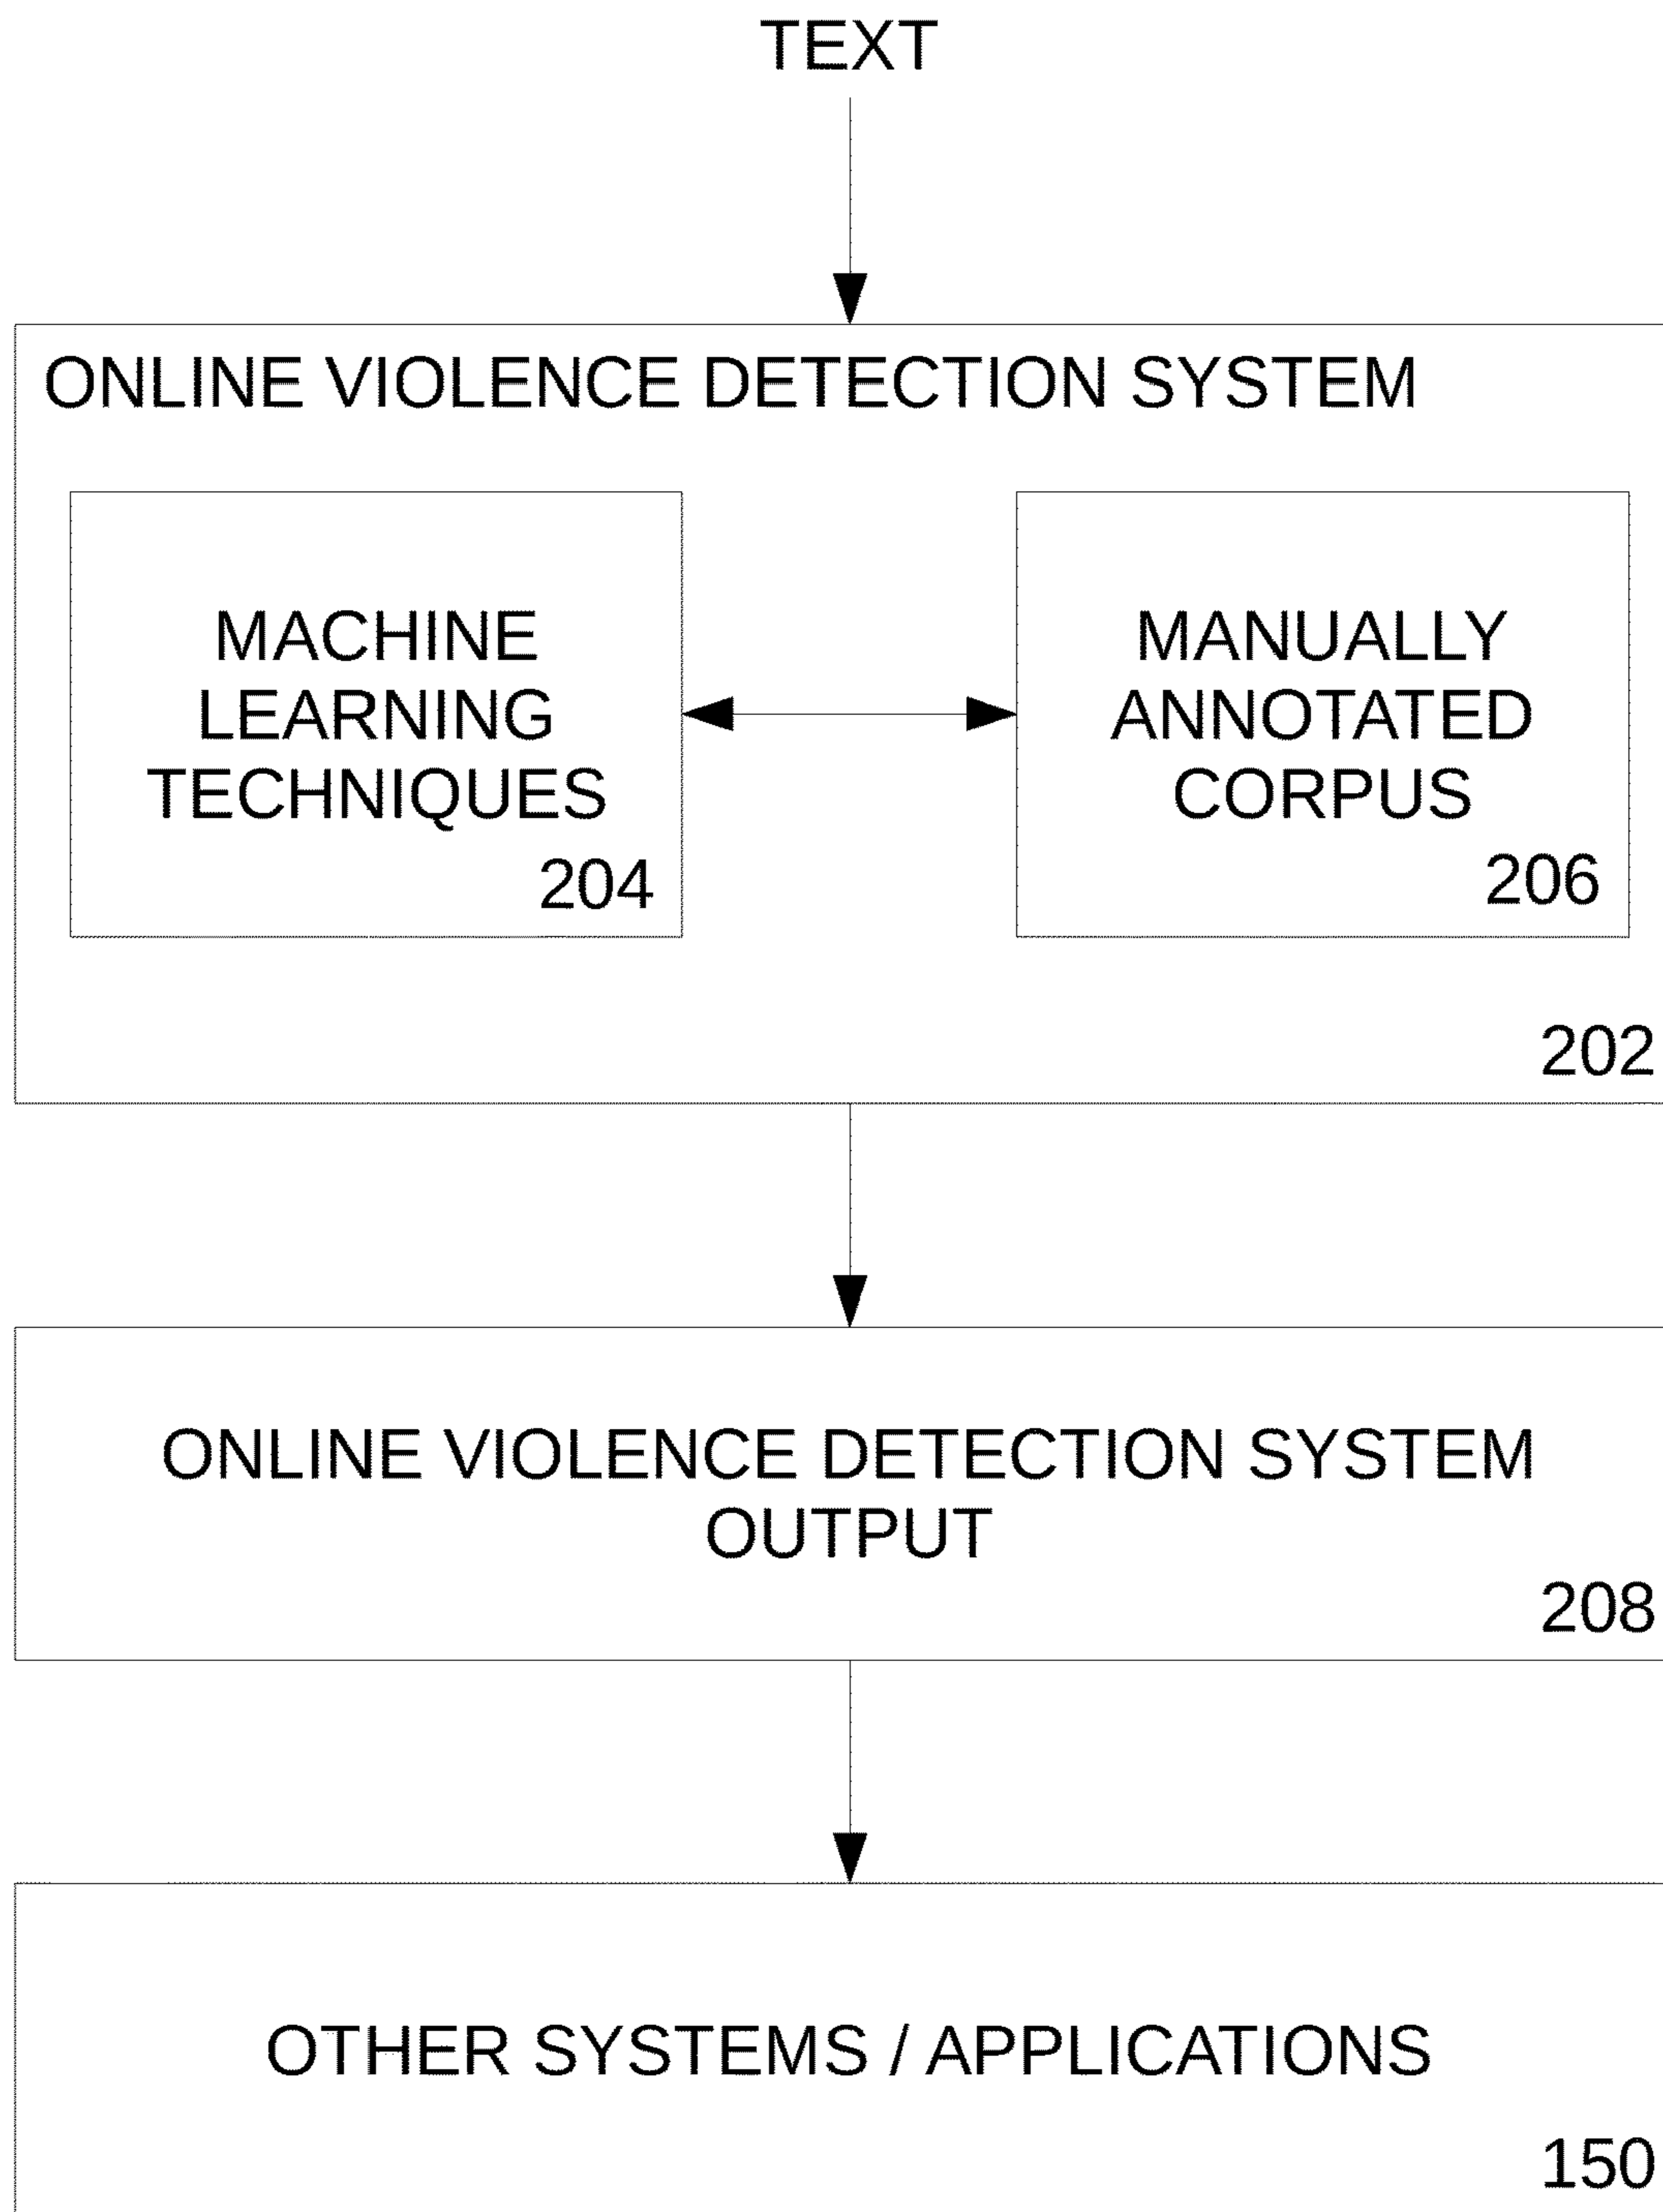 TEXT
ONLINE VIOLENCE DETECTION SYSTEM
MACHINE
LEARNING
TECHNIQUES
204
MANUALLY
ANNOTATED
CORPUS
206
202
ONLINE VIOLENCE DETECTION SYSTEM
OUTPUT
208
OTHER SYSTEMS / APPLICATIONS
150